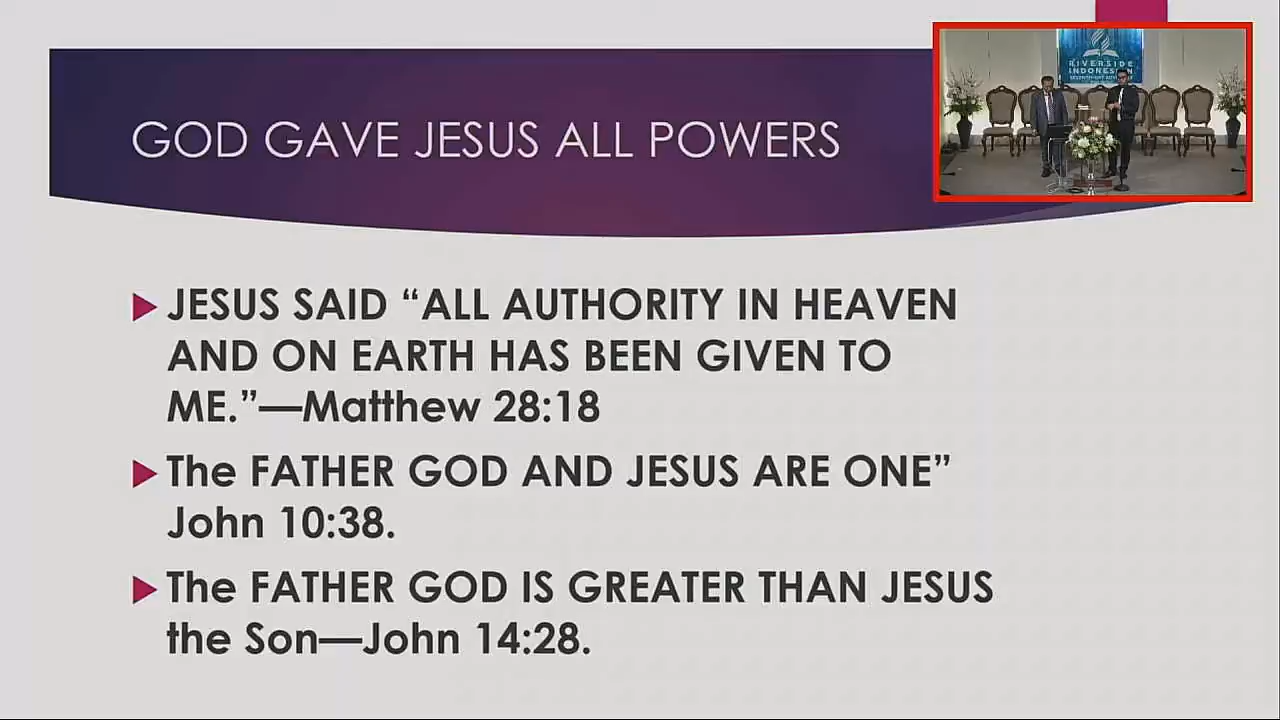 GOD GAVE JESUS ALL POWERS
RIVERSIDE
INDONESIAN
JESUS SAID “ALL AUTHORITY IN HEAVEN
AND ON EARTH HAS BEEN GIVEN TO
ME.”—Matthew 28:18
The FATHER GOD AND JESUS ARE ONE”
John 10:38.
The FATHER GOD IS GREATER THAN JESUS
the Son—John 14:28.